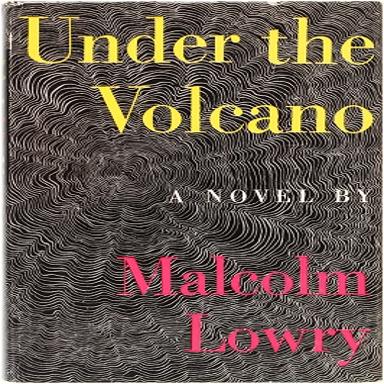 Under the
Volcano
A NOVEL BY
Malcolm
Lowry